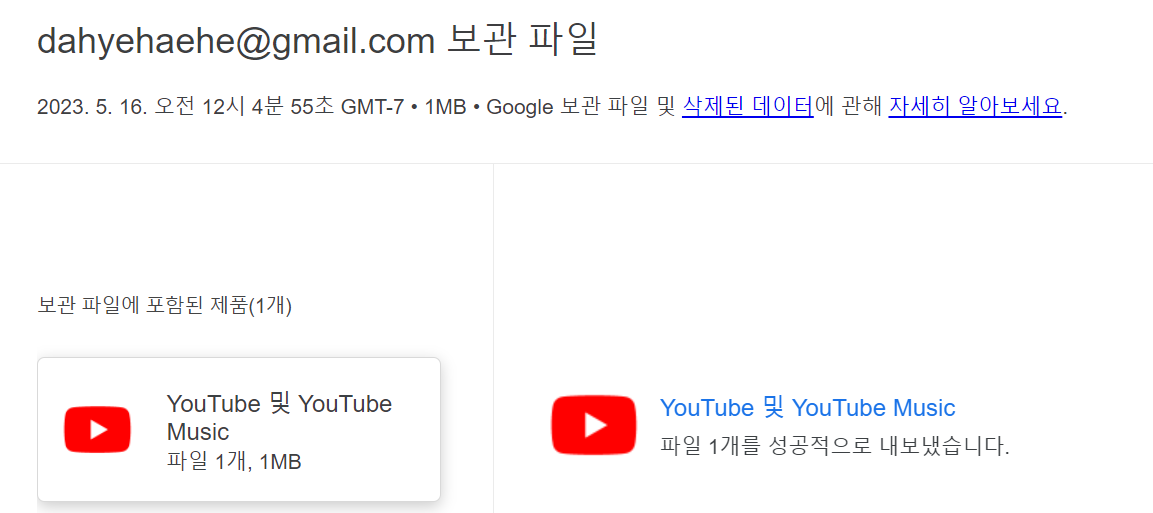 dahyehaehe@gmail.com 보관 파일
2023. 5. 16. 오전 12시 4분 55초 GMT-7 • 1MB • Google 보관 파일 및 삭제된 데이터에 관해 자세히 알아보세요.
보관 파일에 포함된 제품(1개)
YouTube 및 YouTube
Music
파일 1개, 1MB
YouTube 및 YouTube Music
파일 1개를 성공적으로 내보냈습니다.